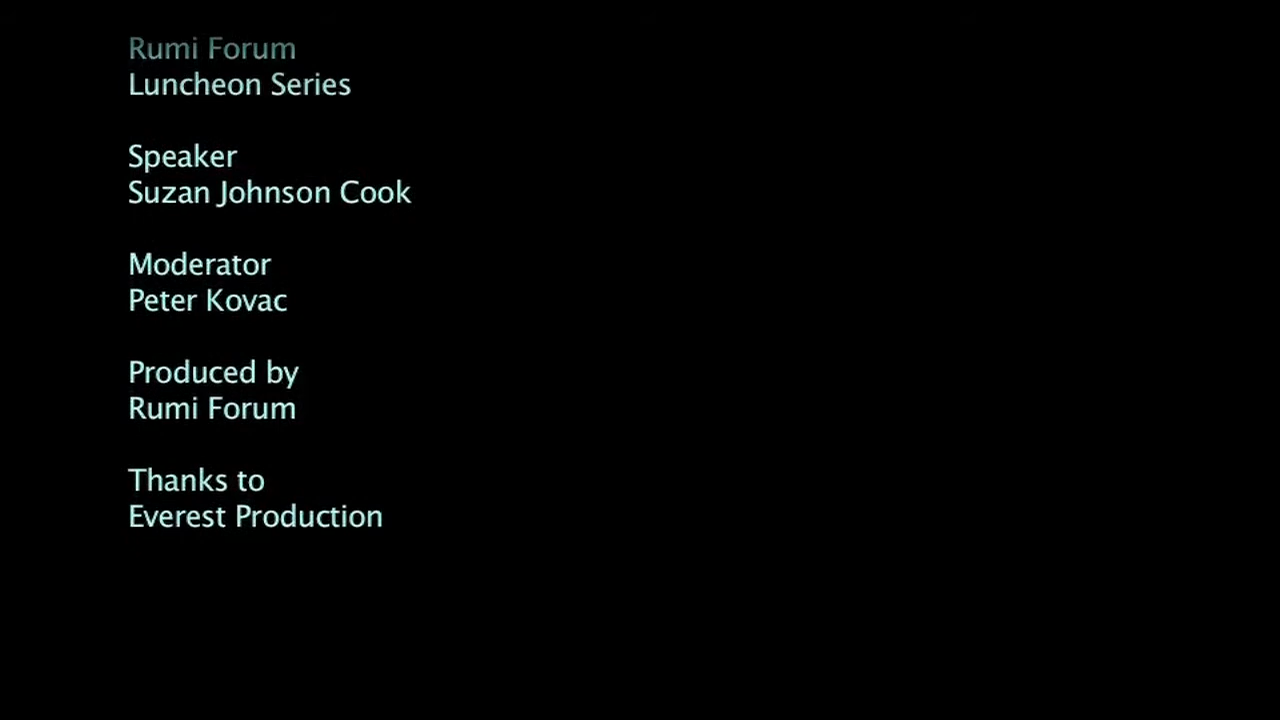 Rumi Forum
Luncheon Series
Speaker
Suzan Johnson Cook
Moderator
Peter Kovac
Produced by
Rumi Forum
Thanks to
Everest Production